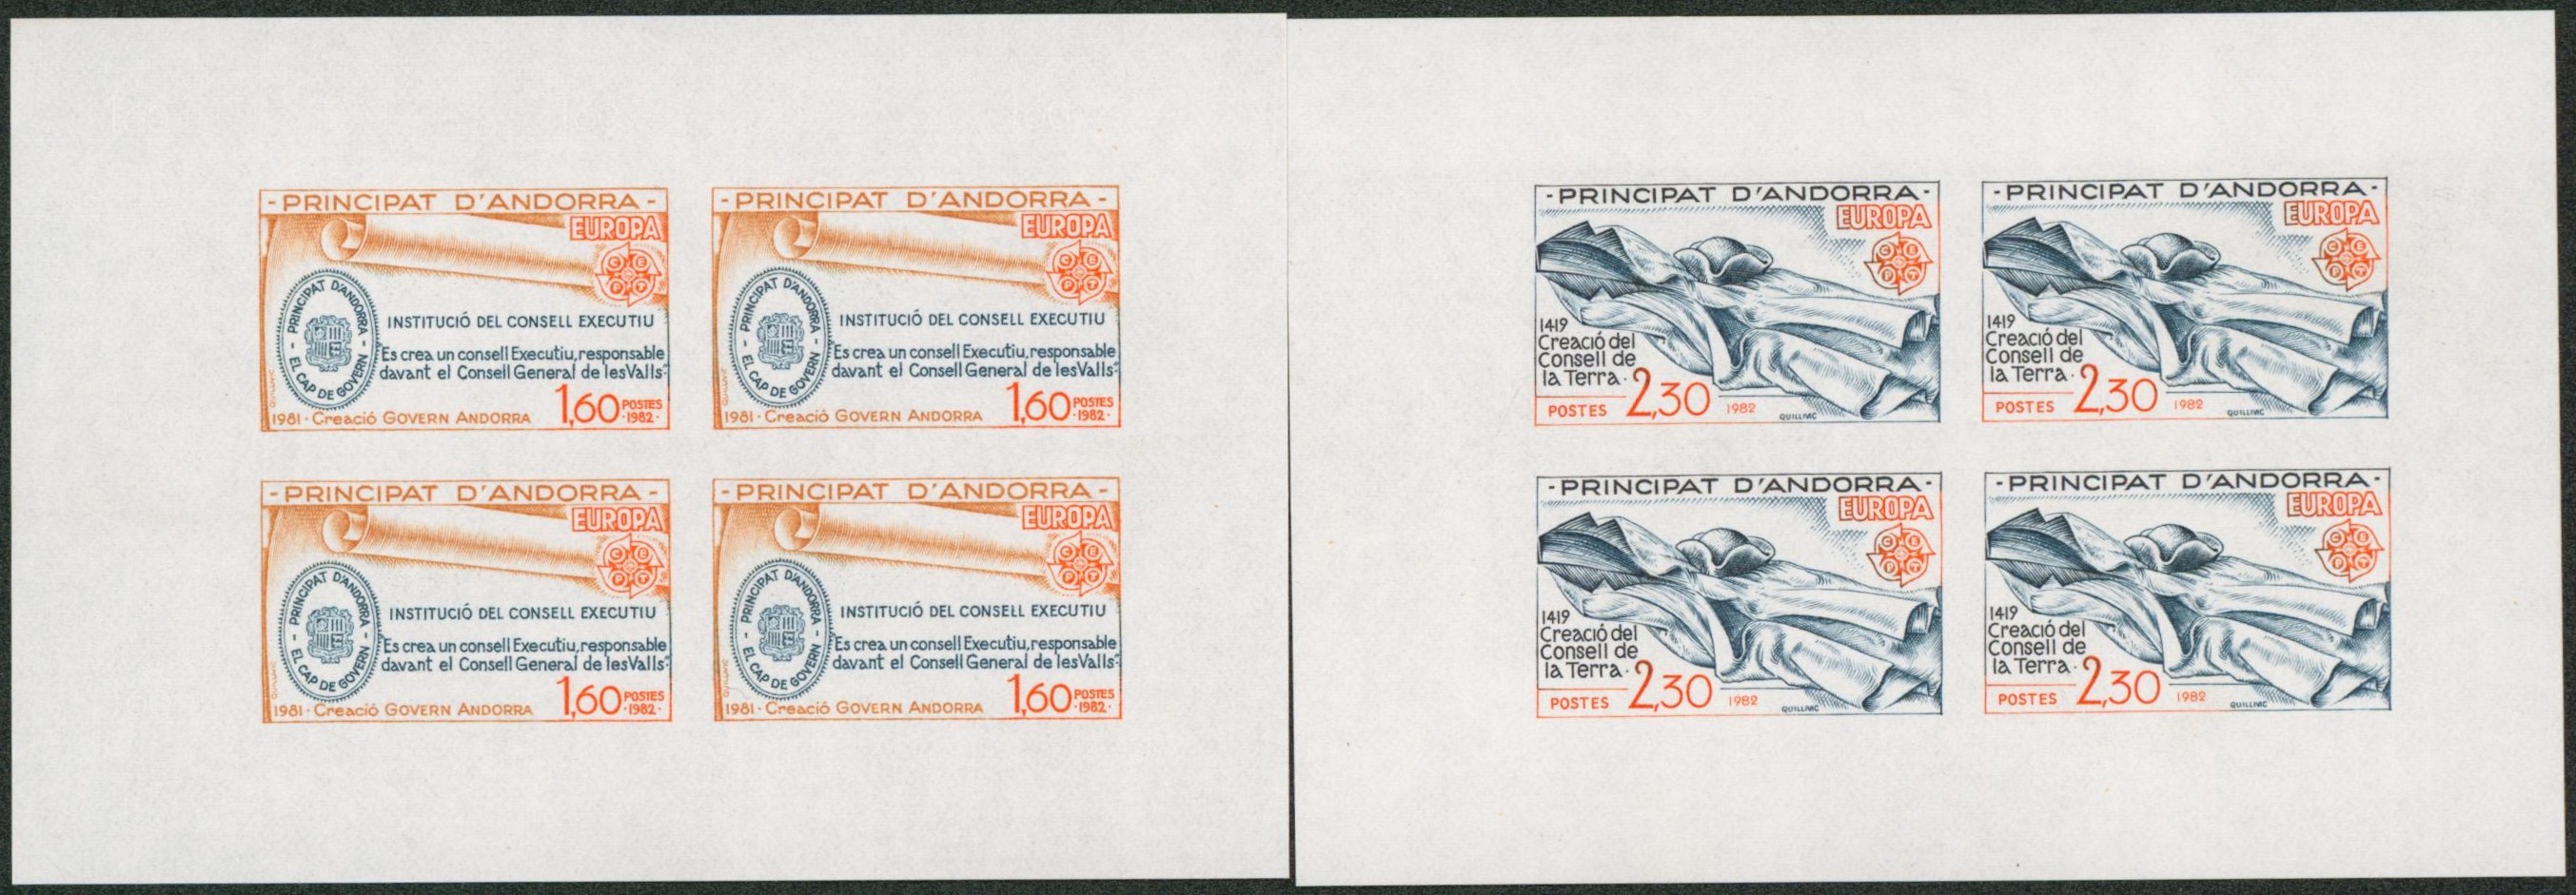 - PRINCIPAT D'ANDORRA -
EUROPA
CEPT
PRINCIPAT D'ANDORRA - EL CAP DE GOVERN -
INSTITUCIÓ DEL CONSELL EXECUTIU
"Es crea un consell Executiu, responsable
davant el Consell General de les Valls"
1981 · Creació GOVERN ANDORRA
1,60 POSTES
·1982·
- PRINCIPAT D'ANDORRA -
EUROPA
CEPT
PRINCIPAT D'ANDORRA - EL CAP DE GOVERN -
INSTITUCIÓ DEL CONSELL EXECUTIU
"Es crea un consell Executiu, responsable
davant el Consell General de les Valls"
1981 · Creació GOVERN ANDORRA
1,60 POSTES
·1982·
- PRINCIPAT D'ANDORRA -
EUROPA
CEPT
1419
Creació del
Consell de
la Terra ·
POSTES 2,30 1982
QUILLIVIC
- PRINCIPAT D'ANDORRA -
EUROPA
CEPT
1419
Creació del
Consell de
la Terra ·
POSTES 2,30 1982
QUILLIVIC
- PRINCIPAT D'ANDORRA -
EUROPA
CEPT
PRINCIPAT D'ANDORRA - EL CAP DE GOVERN -
INSTITUCIÓ DEL CONSELL EXECUTIU
"Es crea un consell Executiu, responsable
davant el Consell General de les Valls"
1981 · Creació GOVERN ANDORRA
1,60 POSTES
·1982·
- PRINCIPAT D'ANDORRA -
EUROPA
CEPT
PRINCIPAT D'ANDORRA - EL CAP DE GOVERN -
INSTITUCIÓ DEL CONSELL EXECUTIU
"Es crea un consell Executiu, responsable
davant el Consell General de les Valls"
1981 · Creació GOVERN ANDORRA
1,60 POSTES
·1982·
- PRINCIPAT D'ANDORRA -
EUROPA
CEPT
1419
Creació del
Consell de
la Terra ·
POSTES 2,30 1982
QUILLIVIC
- PRINCIPAT D'ANDORRA -
EUROPA
CEPT
1419
Creació del
Consell de
la Terra ·
POSTES 2,30 1982
QUILLIVIC